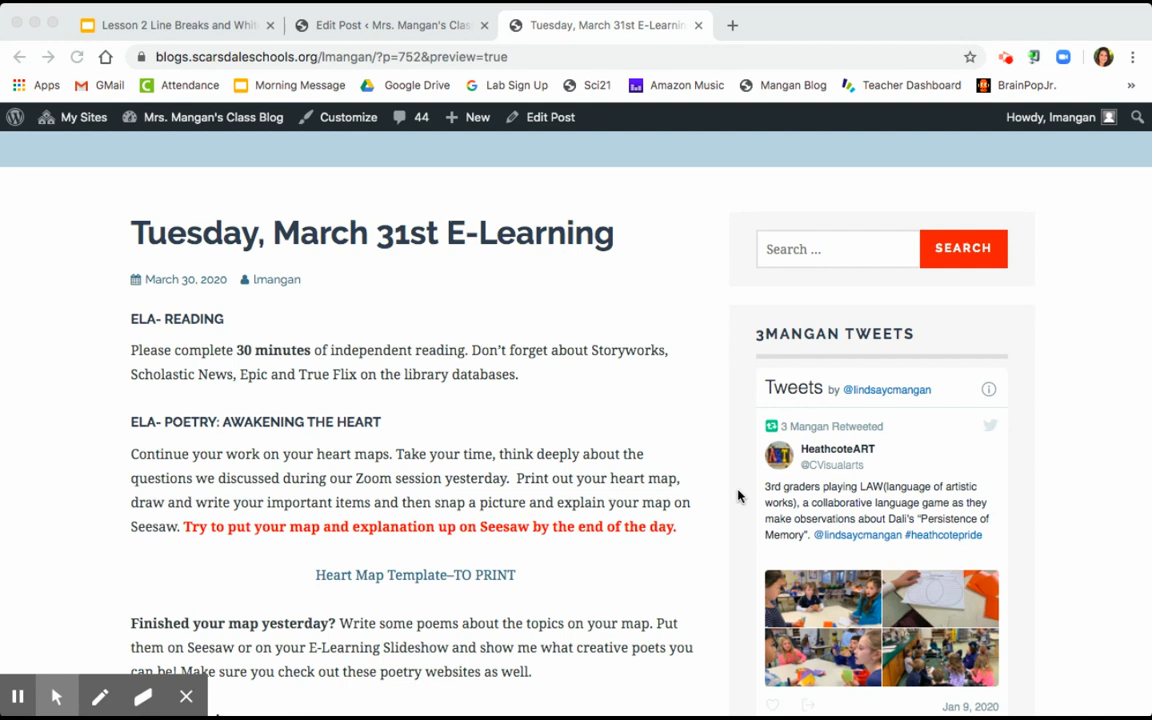 Lesson 2 Line Breaks and Whit
Edit Post ‹ Mrs. Mangan's Clas
Tuesday, March 31st E-Learnin
blogs.scarsdaleschools.org/lmangan/?p=752&preview=true
Apps GMail Attendance Morning Message Google Drive Lab Sign Up Sci21 Amazon Music Mangan Blog Teacher Dashboard BrainPopJr. »
My Sites Mrs. Mangan's Class Blog Customize 44 New Edit Post Howdy, lmangan
Tuesday, March 31st E-Learning
March 30, 2020 lmangan
ELA- READING
Please complete 30 minutes of independent reading. Don't forget about Storyworks,
Scholastic News, Epic and True Flix on the library databases.
ELA- POETRY: AWAKENING THE HEART
Continue your work on your heart maps. Take your time, think deeply about the
questions we discussed during our Zoom session yesterday. Print out your heart map,
draw and write your important items and then snap a picture and explain your map on
Seesaw. Try to put your map and explanation up on Seesaw by the end of the day.
Heart Map Template–TO PRINT
Finished your map yesterday? Write some poems about the topics on your map. Put
them on Seesaw or on your E-Learning Slideshow and show me what creative poets you
can be! Make sure you check out these poetry websites as well.
Search ...
SEARCH
3MANGAN TWEETS
Tweets by @lindsaycmangan
3 Mangan Retweeted
HeathcoteART
@CVisualarts
3rd graders playing LAW(language of artistic
works), a collaborative language game as they
make observations about Dali's "Persistence of
Memory". @lindsaycmangan #heathcotepride
Jan 9, 2020